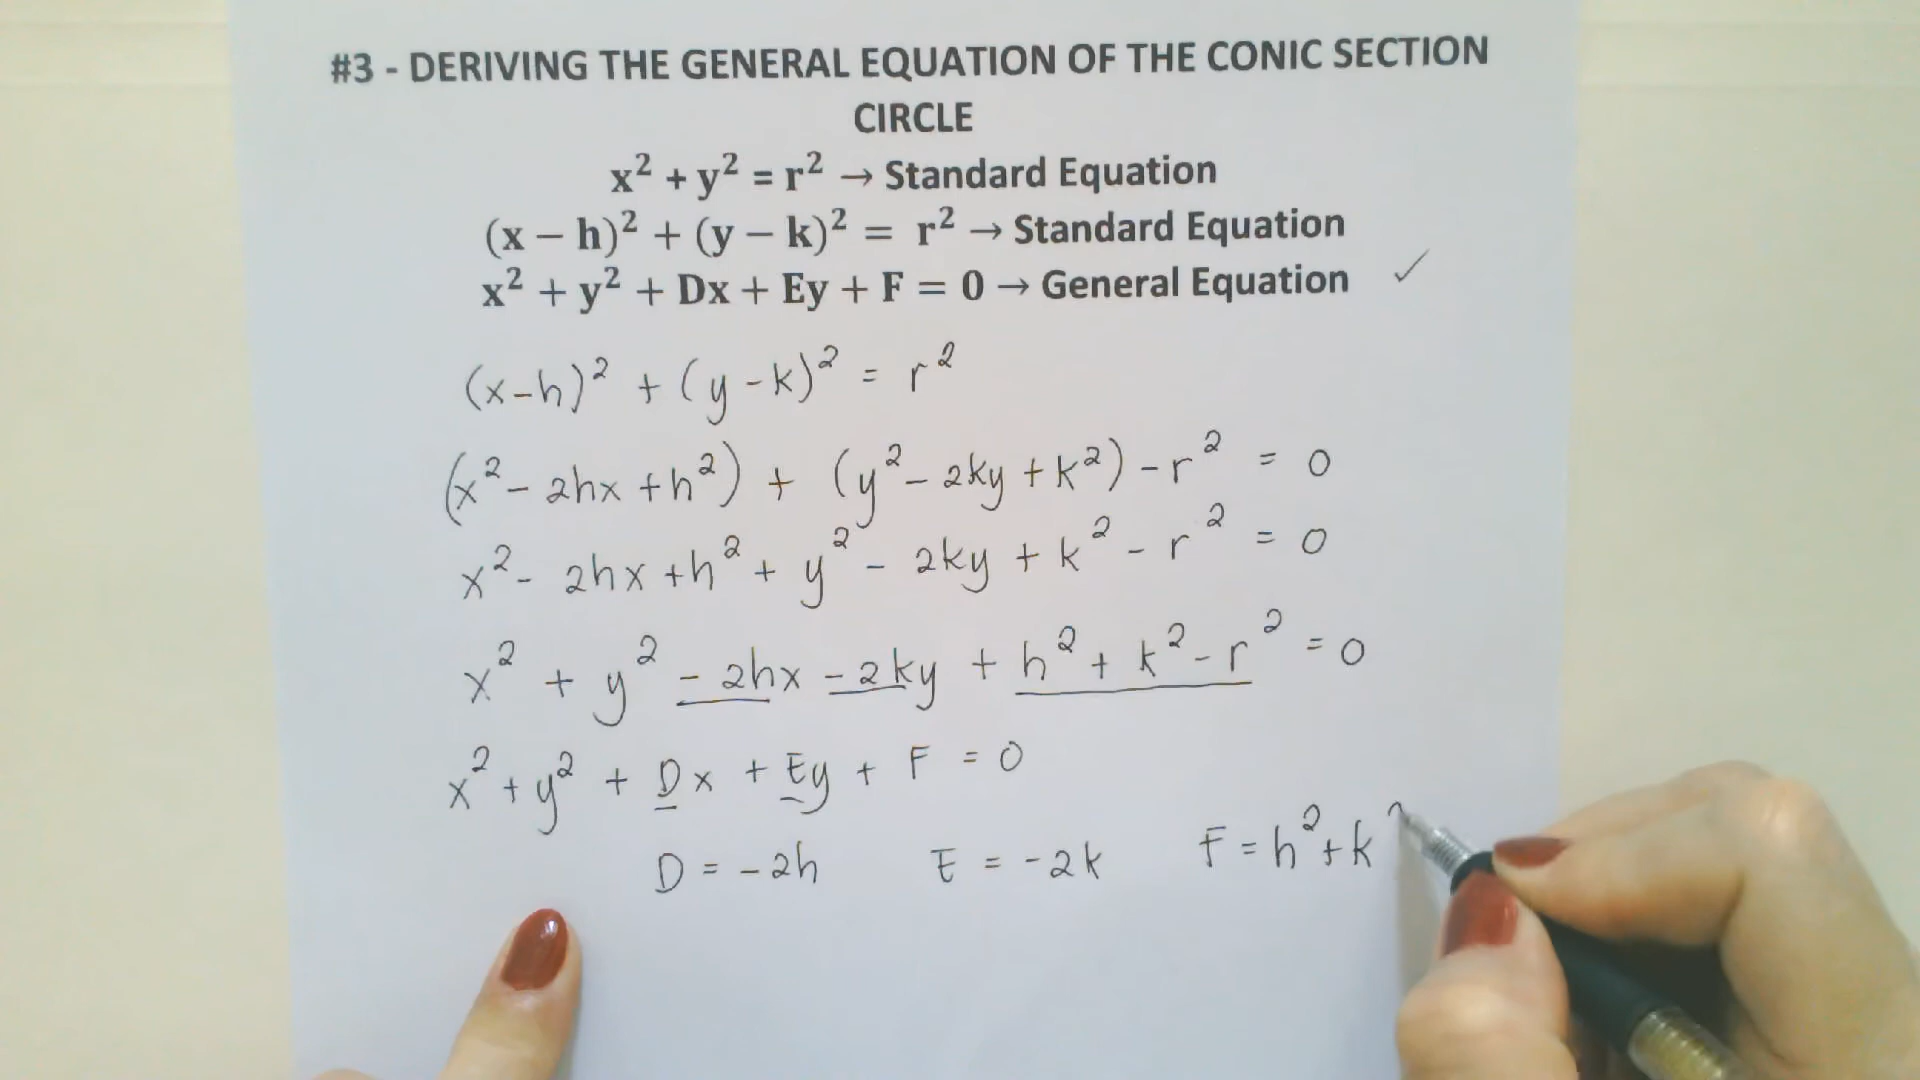 #3 - DERIVING THE GENERAL EQUATION OF THE CONIC SECTION
CIRCLE
x² + y² = r² → Standard Equation
(x − h)² + (y − k)² = r² → Standard Equation
x² + y² + Dx + Ey + F = 0 → General Equation ✓
(x-h)² + (y-k)² = r²
(x² - 2hx + h²) + (y² - 2ky + k²) - r² = 0
x² - 2hx + h² + y² - 2ky + k² - r² = 0
x² + y² - 2hx - 2ky + h² + k² - r² = 0
x² + y² + Dx + Ey + F = 0
D = -2h E = -2k F = h² + k²